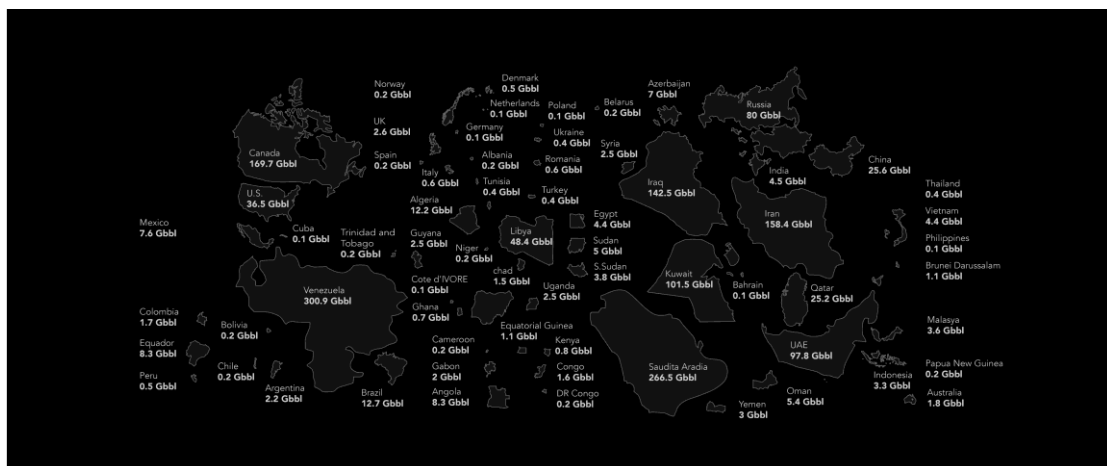 Norway
0.2 Gbbl
Denmark
0.5 Gbbl
Netherlands
0.1 Gbbl
Poland
0.1 Gbbl
Belarus
0.2 Gbbl
Azerbaijan
7 Gbbl
Russia
80 Gbbl
UK
2.6 Gbbl
Germany
0.1 Gbbl
Ukraine
0.4 Gbbl
Canada
169.7 Gbbl
Spain
0.2 Gbbl
Italy
0.6 Gbbl
Albania
0.2 Gbbl
Romania
0.6 Gbbl
Syria
2.5 Gbbl
India
4.5 Gbbl
China
25.6 Gbbl
U.S.
36.5 Gbbl
Tunisia
0.4 Gbbl
Turkey
0.4 Gbbl
Iraq
142.5 Gbbl
Iran
158.4 Gbbl
Thailand
0.4 Gbbl
Algeria
12.2 Gbbl
Egypt
4.4 Gbbl
Vietnam
4.4 Gbbl
Mexico
7.6 Gbbl
Cuba
0.1 Gbbl
Trinidad and
Tobago
0.2 Gbbl
Guyana
2.5 Gbbl
Niger
0.2 Gbbl
Libya
48.4 Gbbl
Sudan
5 Gbbl
Philippines
0.1 Gbbl
S.Sudan
3.8 Gbbl
Brunei Darussalam
1.1 Gbbl
Venezuela
300.9 Gbbl
Cote d'IVORE
0.1 Gbbl
chad
1.5 Gbbl
Uganda
2.5 Gbbl
Kuwait
101.5 Gbbl
Bahrain
0.1 Gbbl
Qatar
25.2 Gbbl
Colombia
1.7 Gbbl
Bolivia
0.2 Gbbl
Ghana
0.7 Gbbl
Equatorial Guinea
1.1 Gbbl
Malasya
3.6 Gbbl
Equador
8.3 Gbbl
Cameroon
0.2 Gbbl
Kenya
0.8 Gbbl
UAE
97.8 Gbbl
Peru
0.5 Gbbl
Chile
0.2 Gbbl
Argentina
2.2 Gbbl
Brazil
12.7 Gbbl
Gabon
2 Gbbl
Congo
1.6 Gbbl
Saudita Aradia
266.5 Gbbl
Indonesia
3.3 Gbbl
Papua New Guinea
0.2 Gbbl
Angola
8.3 Gbbl
DR Congo
0.2 Gbbl
Yemen
3 Gbbl
Oman
5.4 Gbbl
Australia
1.8 Gbbl